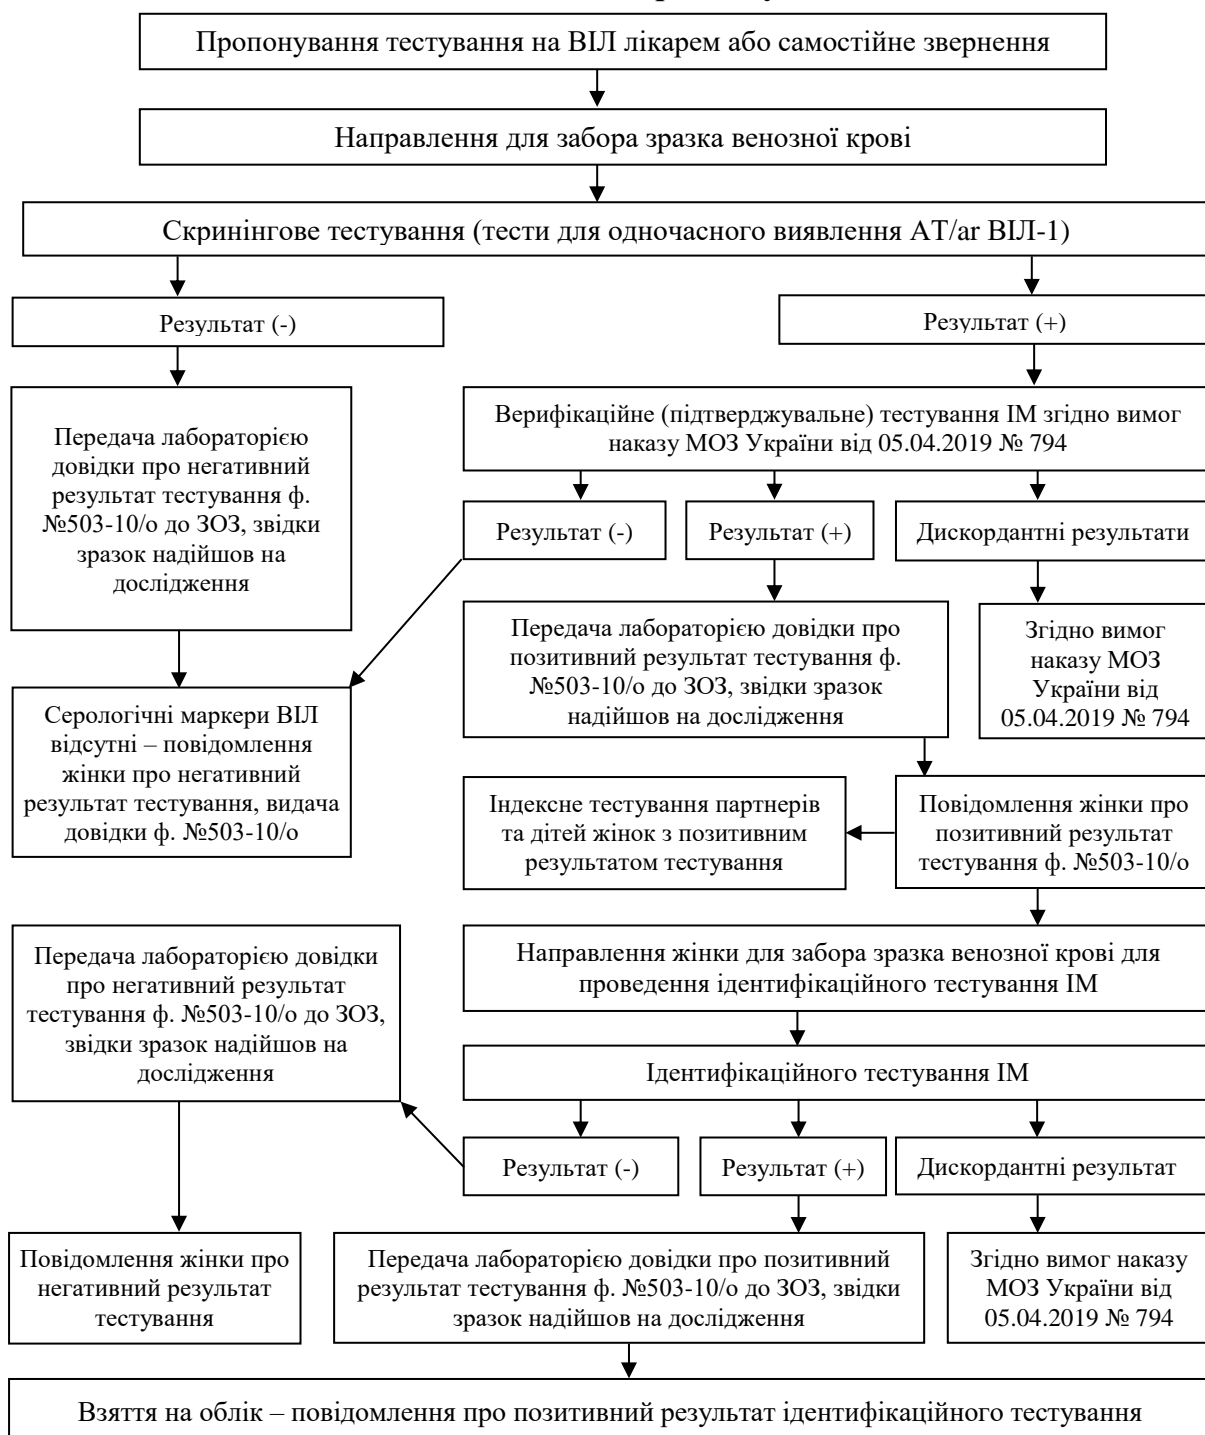 Пропонування тестування на ВІЛ лікарем або самостійне звернення
Направлення для забора зразка венозної крові
Скринінгове тестування (тести для одночасного виявлення АТ/аг ВІЛ-1)
Результат (-)
Результат (+)
Передача лабораторією
довідки про негативний
результат тестування ф.
№503-10/о до ЗОЗ, звідки
зразок надійшов на
дослідження
Верифікаційне (підтверджувальне) тестування ІМ згідно вимог
наказу МОЗ України від 05.04.2019 № 794
Результат (-)
Результат (+)
Дискордантні результати
Передача лабораторією довідки про
позитивний результат тестування ф.
№503-10/о до ЗОЗ, звідки зразок
надійшов на дослідження
Згідно вимог
наказу МОЗ
України від
05.04.2019 № 794
Серологічні маркери ВІЛ
відсутні – повідомлення
жінки про негативний
результат тестування, видача
довідки ф. №503-10/о
Індексне тестування партнерів
та дітей жінок з позитивним
результатом тестування
Повідомлення жінки про
позитивний результат
тестування ф. №503-10/о
Передача лабораторією довідки
про негативний результат
тестування ф. №503-10/о до ЗОЗ,
звідки зразок надійшов на
дослідження
Направлення жінки для забора зразка венозної крові для
проведення ідентифікаційного тестування ІМ
Ідентифікаційного тестування ІМ
Результат (-)
Результат (+)
Дискордантні результат
Повідомлення жінки про
негативний результат
тестування
Передача лабораторією довідки про позитивний
результат тестування ф. №503-10/о до ЗОЗ, звідки
зразок надійшов на дослідження
Згідно вимог наказу
МОЗ України від
05.04.2019 № 794
Взяття на облік – повідомлення про позитивний результат ідентифікаційного тестування